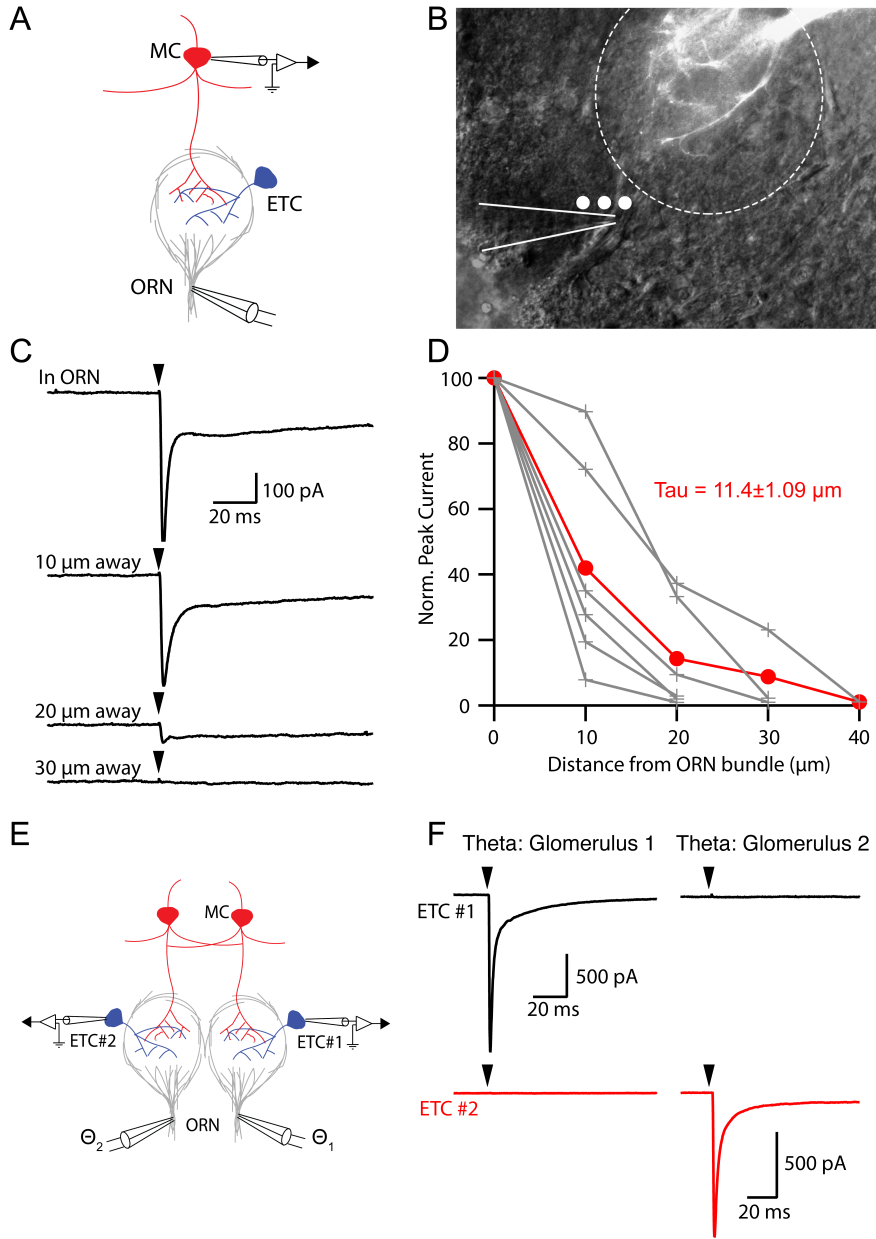 A
MC
ETC
ORN
B
C
In ORN
100 pA
20 ms
10 µm away
20 µm away
30 µm away
D
100
80
60
40
20
0
Norm. Peak Current
Tau = 11.4±1.09 µm
0 10 20 30 40
Distance from ORN bundle (µm)
E
MC
ETC#2
ETC#1
ORN
Θ2
Θ1
F
Theta: Glomerulus 1
Theta: Glomerulus 2
ETC #1
500 pA
20 ms
ETC #2
500 pA
20 ms